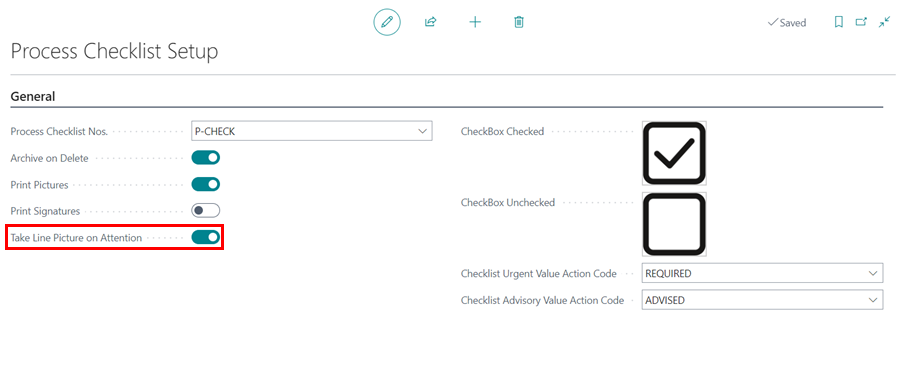 Saved
Process Checklist Setup
General
Process Checklist Nos.
P-CHECK
Archive on Delete
Print Pictures
Print Signatures
Take Line Picture on Attention
CheckBox Checked
CheckBox Unchecked
Checklist Urgent Value Action Code
REQUIRED
Checklist Advisory Value Action Code
ADVISED